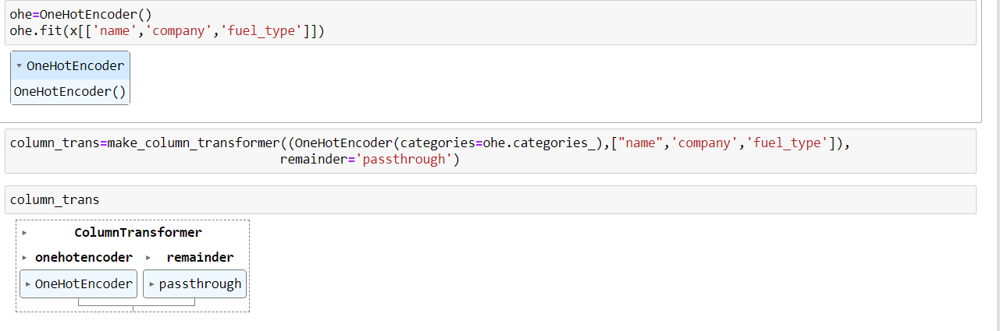 ohe=OneHotEncoder()
ohe.fit(x[['name','company','fuel_type']])
OneHotEncoder
OneHotEncoder()
column_trans=make_column_transformer((OneHotEncoder(categories=ohe.categories_),["name",'company','fuel_type']),
remainder='passthrough')
column_trans
ColumnTransformer
onehotencoder remainder
OneHotEncoder passthrough